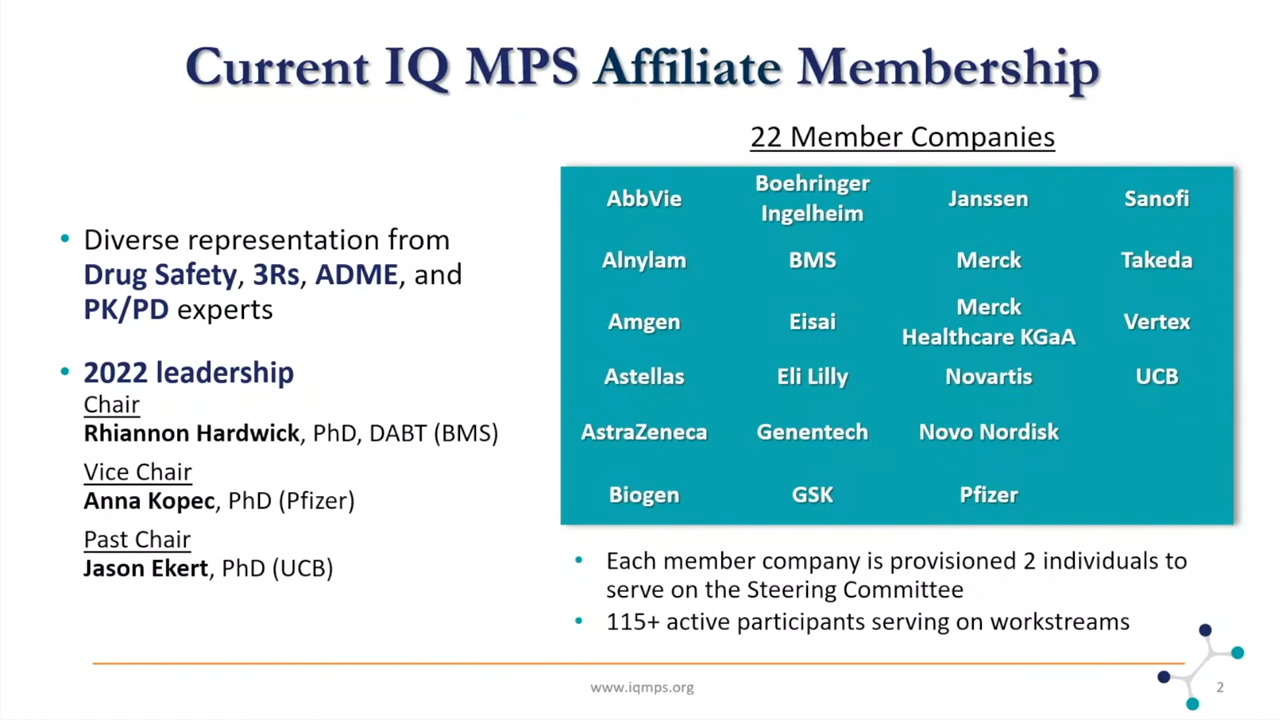 Current IQ MPS Affiliate Membership
• Diverse representation from
Drug Safety, 3Rs, ADME, and
PK/PD experts
• 2022 leadership
Chair
Rhiannon Hardwick, PhD, DABT (BMS)
Vice Chair
Anna Kopec, PhD (Pfizer)
Past Chair
Jason Ekert, PhD (UCB)
22 Member Companies
AbbVie
Boehringer
Ingelheim
Janssen
Sanofi
Alnylam
BMS
Merck
Takeda
Amgen
Eisai
Merck
Healthcare KGaA
Vertex
Astellas
Eli Lilly
Novartis
UCB
AstraZeneca
Genentech
Novo Nordisk
Biogen
GSK
Pfizer
• Each member company is provisioned 2 individuals to
serve on the Steering Committee
• 115+ active participants serving on workstreams
www.iqmps.org
2